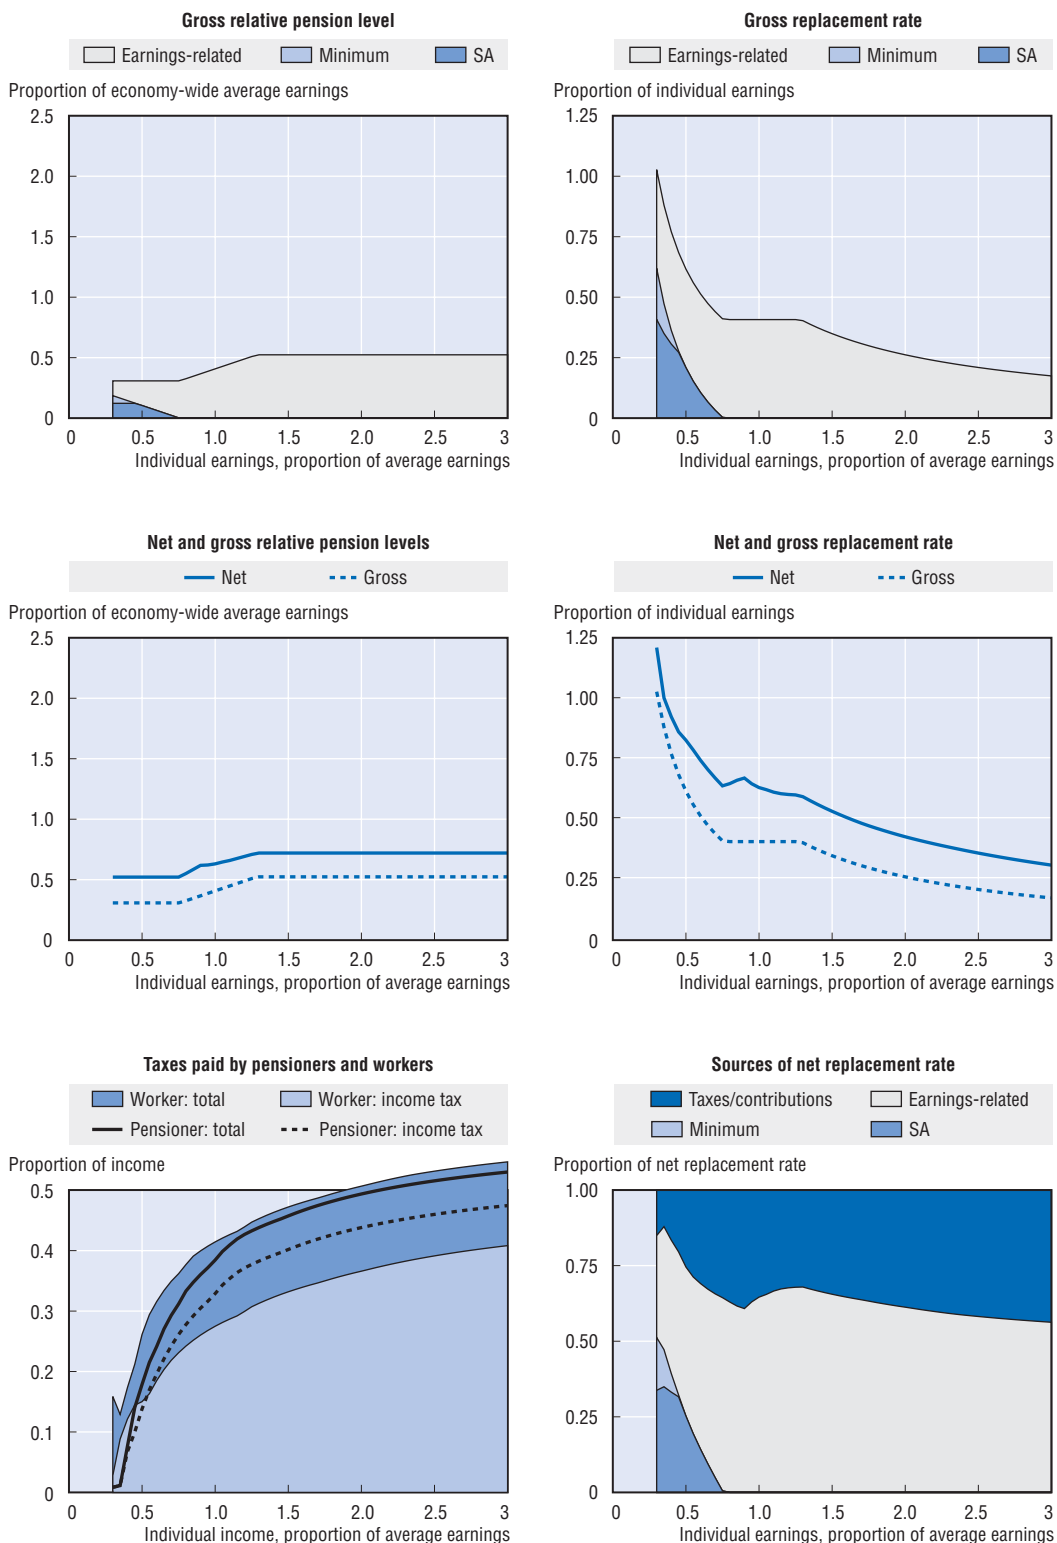 Gross relative pension level
Earnings-related Minimum SA
Proportion of economy-wide average earnings
2.5
2.0
1.5
1.0
0.5
0
0 0.5 1.0 1.5 2.0 2.5 3
Individual earnings, proportion of average earnings
Gross replacement rate
Earnings-related Minimum SA
Proportion of individual earnings
1.25
1.00
0.75
0.50
0.25
0
0 0.5 1.0 1.5 2.0 2.5 3
Individual earnings, proportion of average earnings
Net and gross relative pension levels
Net Gross
Proportion of economy-wide average earnings
2.5
2.0
1.5
1.0
0.5
0
0 0.5 1.0 1.5 2.0 2.5 3
Individual earnings, proportion of average earnings
Net and gross replacement rate
Net Gross
Proportion of individual earnings
1.25
1.00
0.75
0.50
0.25
0
0 0.5 1.0 1.5 2.0 2.5 3
Individual earnings, proportion of average earnings
Taxes paid by pensioners and workers
Worker: total Worker: income tax
Pensioner: total Pensioner: income tax
Proportion of income
0.5
0.4
0.3
0.2
0.1
0
0 0.5 1.0 1.5 2.0 2.5 3
Individual income, proportion of average earnings
Sources of net replacement rate
Taxes/contributions Earnings-related
Minimum SA
Proportion of net replacement rate
1.00
0.75
0.50
0.25
0
0 0.5 1.0 1.5 2.0 2.5 3
Individual earnings, proportion of average earnings